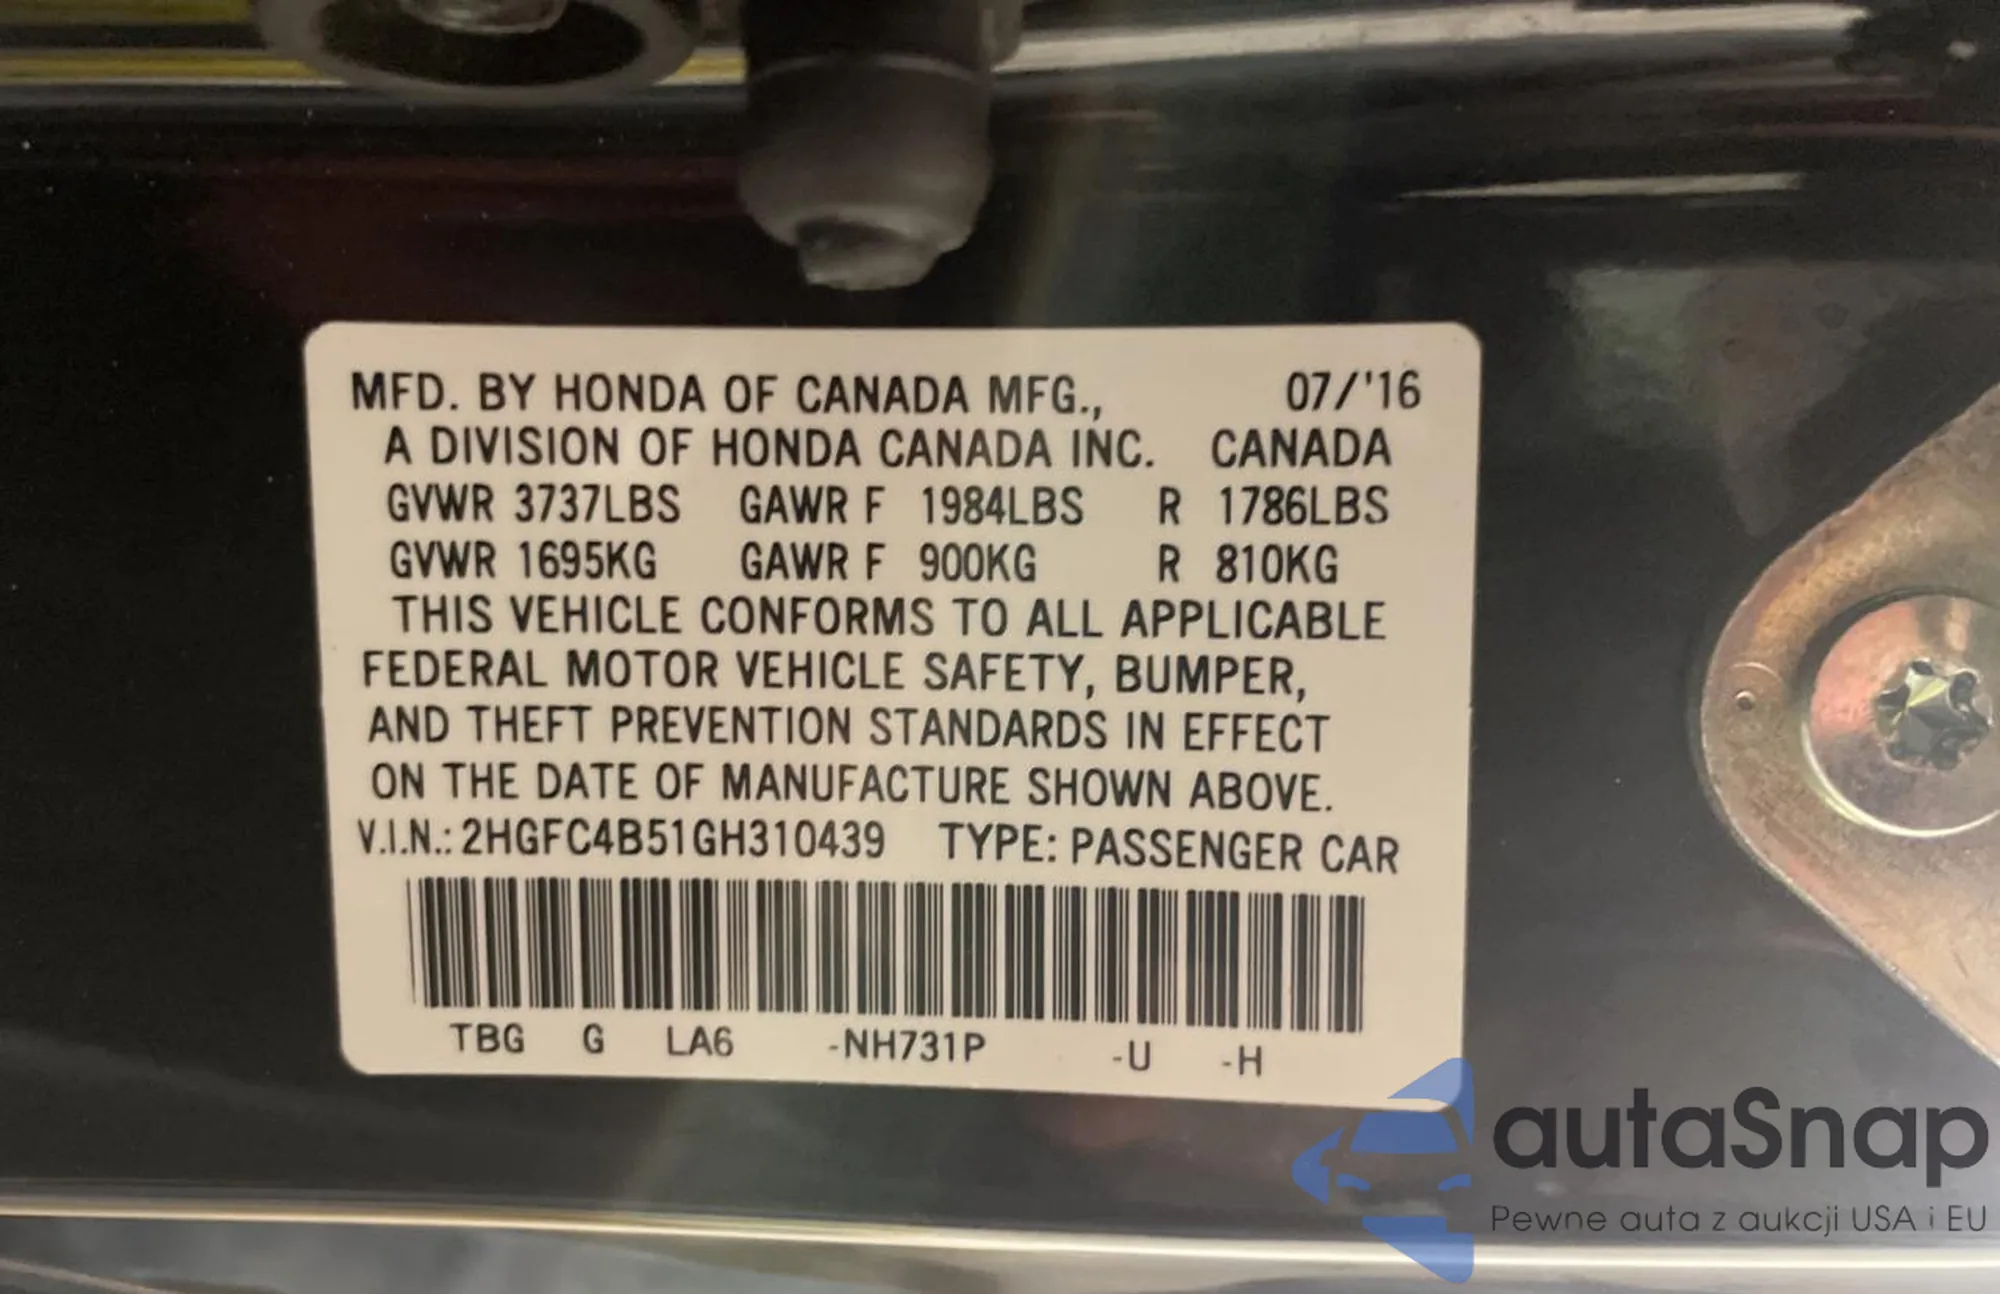 MFD. BY HONDA OF CANADA MFG., 07/'16
A DIVISION OF HONDA CANADA INC. CANADA
GVWR 3737LBS GAWR F 1984LBS R 1786LBS
GVWR 1695KG GAWR F 900KG R 810KG
THIS VEHICLE CONFORMS TO ALL APPLICABLE
FEDERAL MOTOR VEHICLE SAFETY, BUMPER,
AND THEFT PREVENTION STANDARDS IN EFFECT
ON THE DATE OF MANUFACTURE SHOWN ABOVE.
V.I.N.: 2HGFC4B51GH310439 TYPE: PASSENGER CAR
TBG G LA6 -NH731P -U -H
autaSnap
Pewne auta z aukcji USA i EU